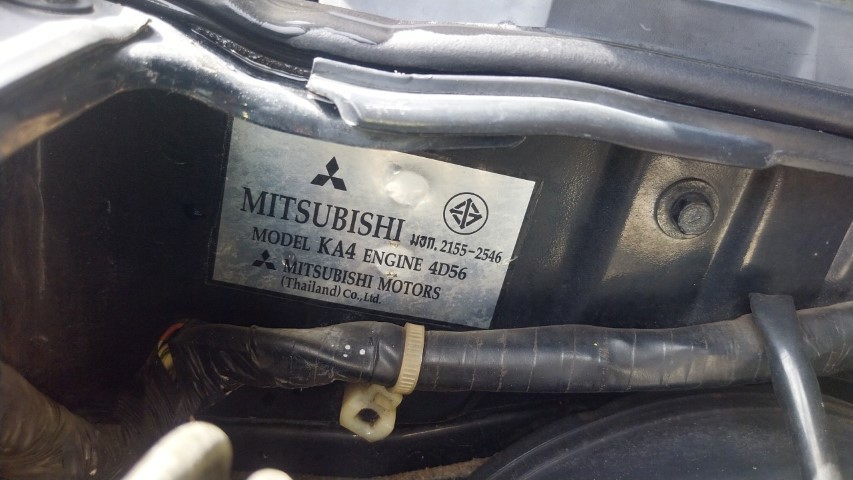 MITSUBISHI มอก. 2155-2546
MODEL KA4 ENGINE 4D56
MITSUBISHI MOTORS
(Thailand) Co., Ltd.